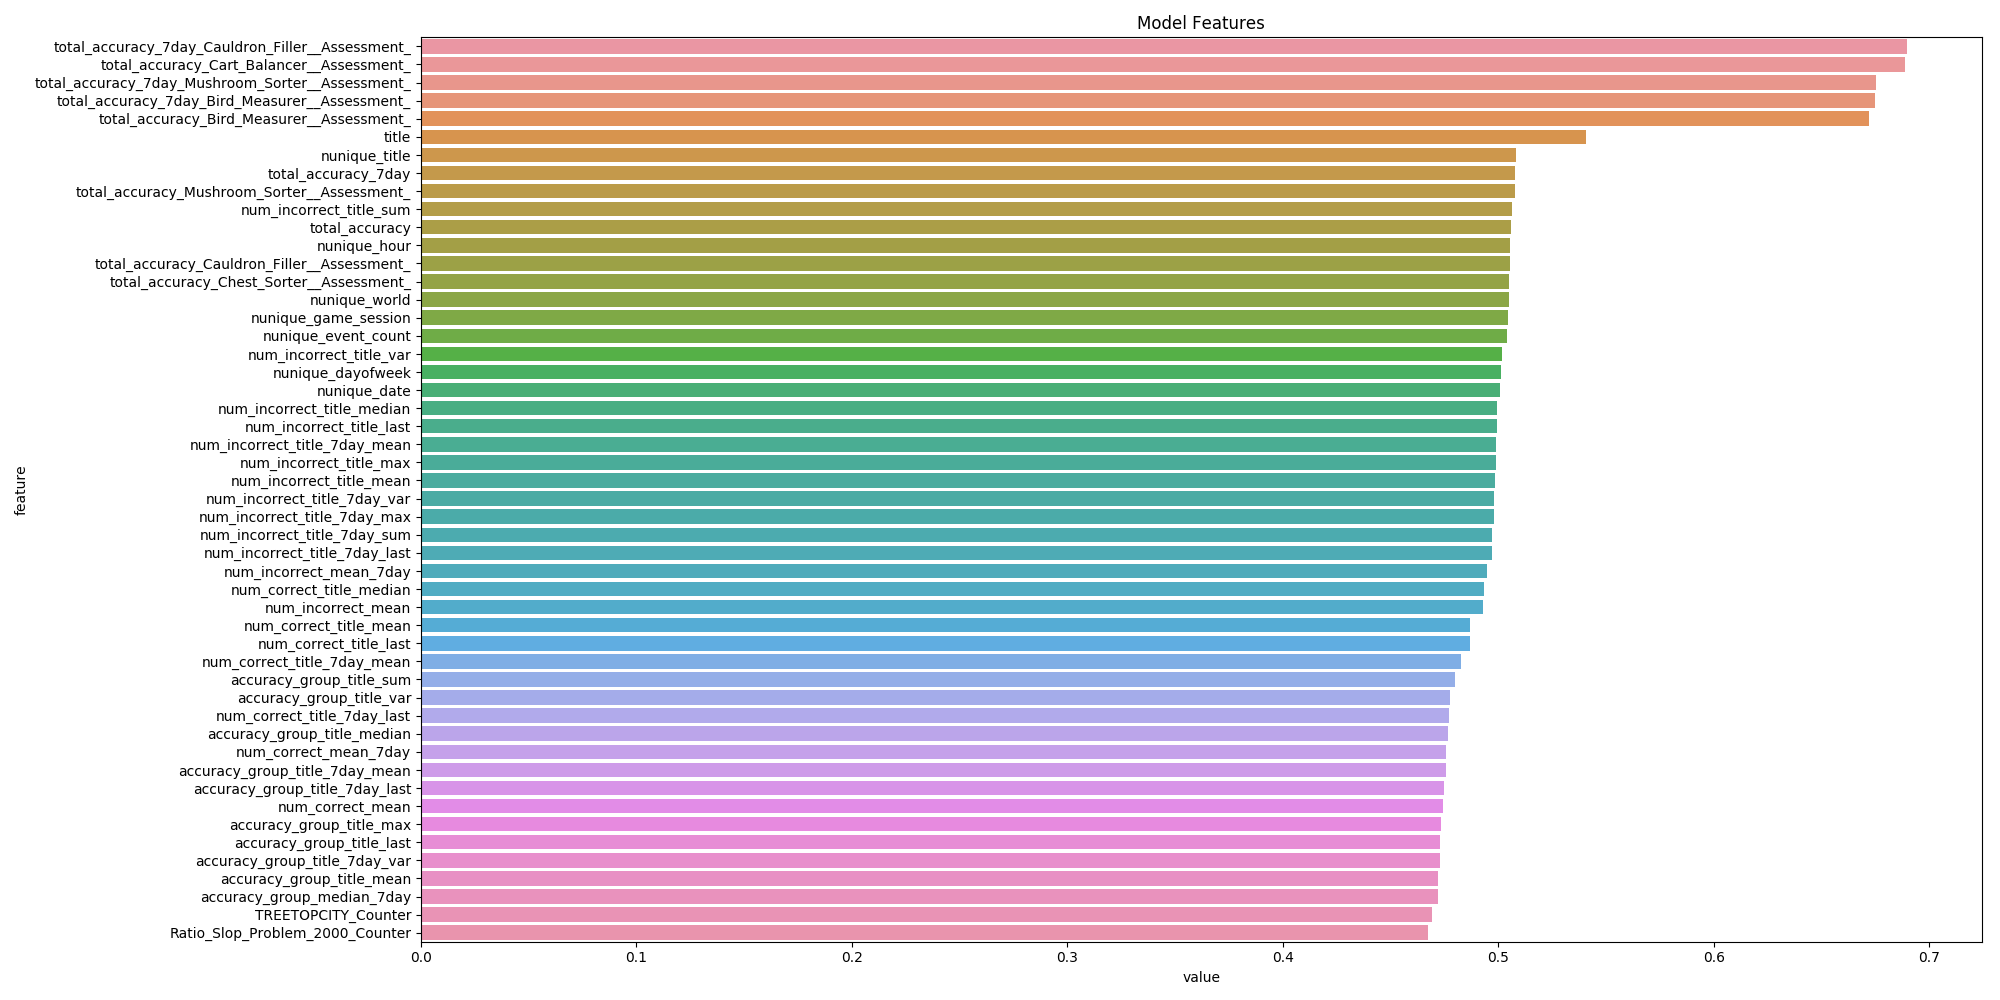 Model Features
total_accuracy_7day_Cauldron_Filler__Assessment_
total_accuracy_Cart_Balancer__Assessment_
total_accuracy_7day_Mushroom_Sorter__Assessment_
total_accuracy_7day_Bird_Measurer__Assessment_
total_accuracy_Bird_Measurer__Assessment_
title
nunique_title
total_accuracy_7day
total_accuracy_Mushroom_Sorter__Assessment_
num_incorrect_title_sum
total_accuracy
nunique_hour
total_accuracy_Cauldron_Filler__Assessment_
total_accuracy_Chest_Sorter__Assessment_
nunique_world
nunique_game_session
nunique_event_count
num_incorrect_title_var
nunique_dayofweek
nunique_date
num_incorrect_title_median
num_incorrect_title_last
num_incorrect_title_7day_mean
num_incorrect_title_max
num_incorrect_title_mean
num_incorrect_title_7day_var
num_incorrect_title_7day_max
num_incorrect_title_7day_sum
num_incorrect_title_7day_last
num_incorrect_mean_7day
num_correct_title_median
num_incorrect_mean
num_correct_title_mean
num_correct_title_last
num_correct_title_7day_mean
accuracy_group_title_sum
accuracy_group_title_var
num_correct_title_7day_last
accuracy_group_title_median
num_correct_mean_7day
accuracy_group_title_7day_mean
accuracy_group_title_7day_last
num_correct_mean
accuracy_group_title_max
accuracy_group_title_last
accuracy_group_title_7day_var
accuracy_group_title_mean
accuracy_group_median_7day
TREETOPCITY_Counter
Ratio_Slop_Problem_2000_Counter
feature
0.0 0.1 0.2 0.3 0.4 0.5 0.6 0.7
value